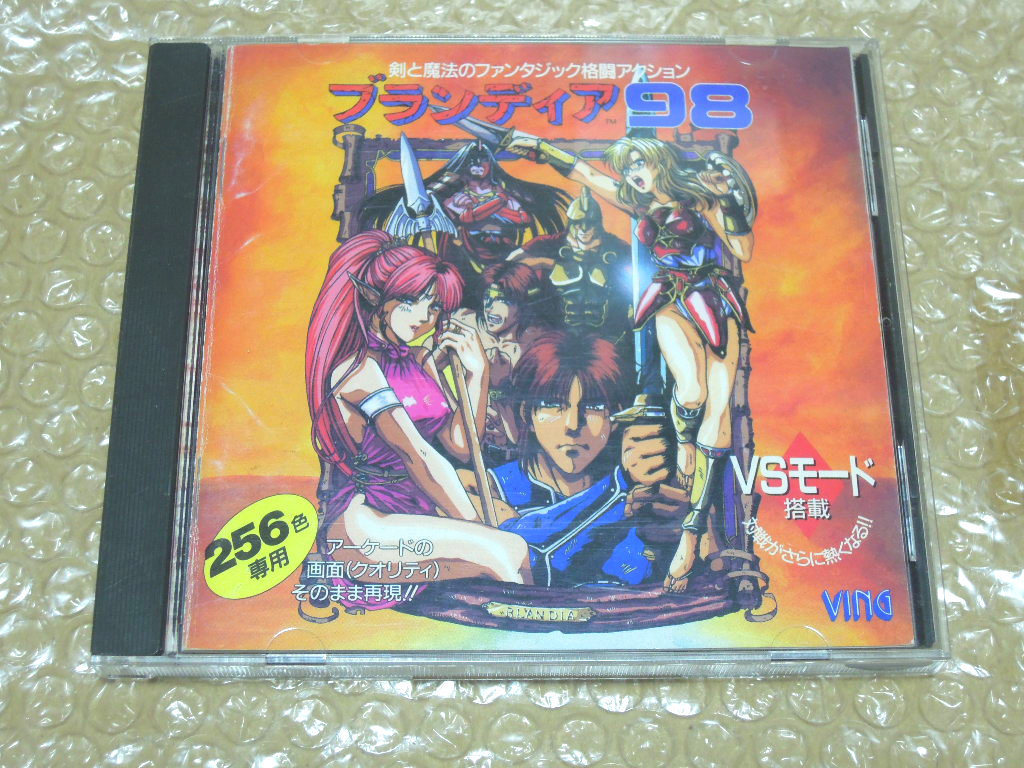 剣と魔法のファンタジック格闘アクション
ブランディア98
TM
VSモード
搭載
対戦がさらに熱くなる!!
256色
専用
アーケードの
画面(クオリティ)
そのまま再現!!
BLANDIA
VING